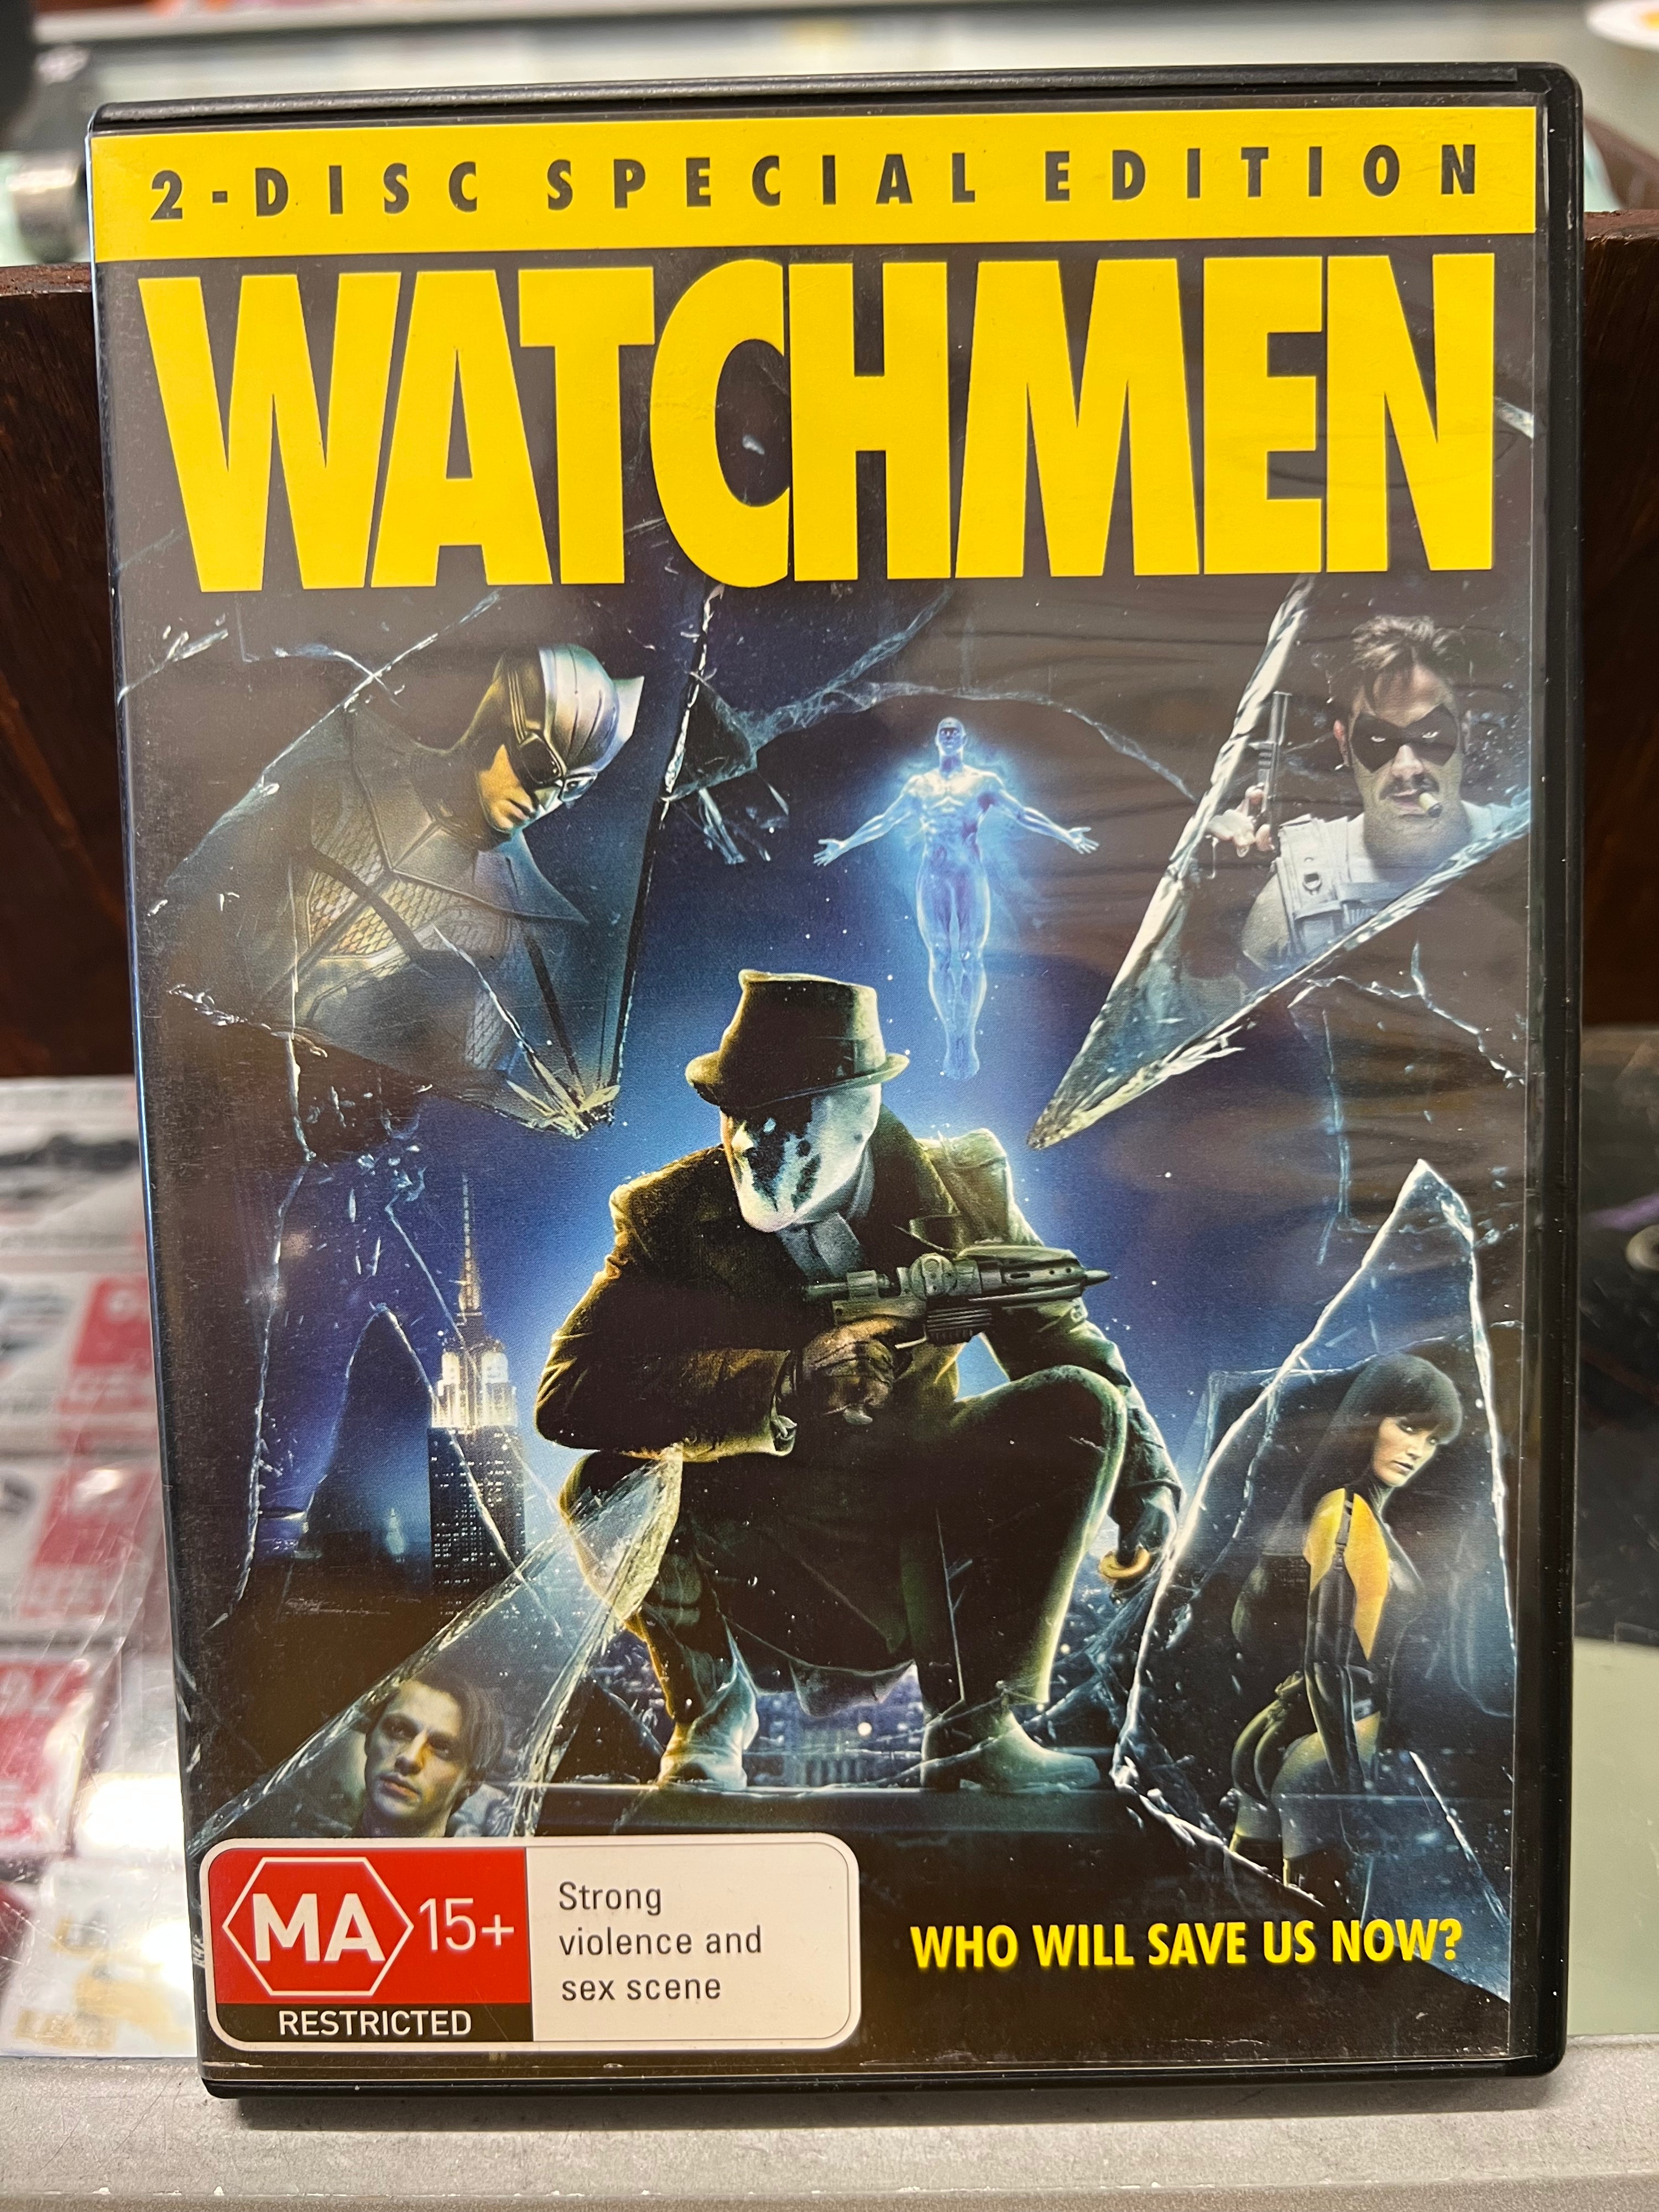 2-DISC SPECIAL EDITION
WATCHMEN
MA 15+
RESTRICTED
Strong
violence and
sex scene
WHO WILL SAVE US NOW?